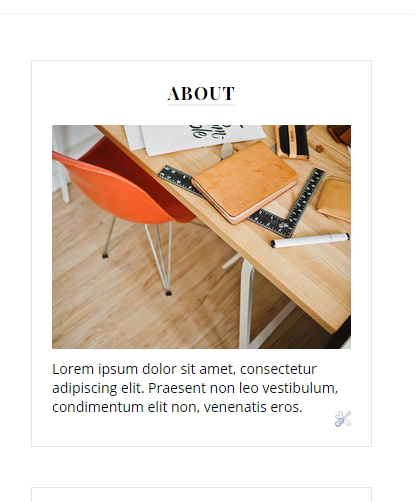 ABOUT
Lorem ipsum dolor sit amet, consectetur
adipiscing elit. Praesent non leo vestibulum,
condimentum elit non, venenatis eros.